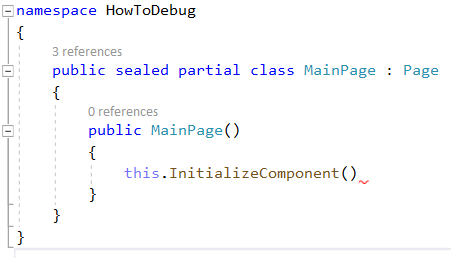 namespace HowToDebug
{
3 references
public sealed partial class MainPage : Page
{
0 references
public MainPage()
{
this.InitializeComponent()
}
}
}